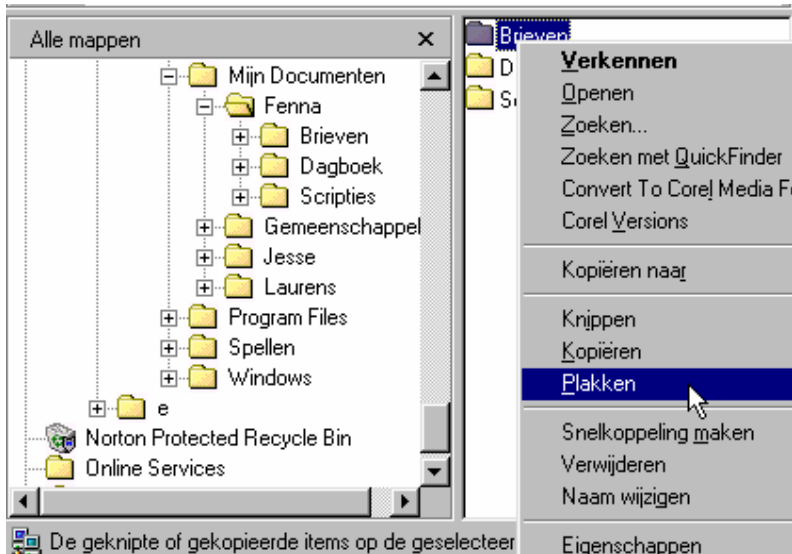 Alle mappen
Mijn Documenten
Fenna
Brieven
Dagboek
Scripties
Gemeenschappel
Jesse
Laurens
Program Files
Spellen
Windows
e
Norton Protected Recycle Bin
Online Services
Brieven
D
Verkennen
Openen
Zoeken...
Zoeken met QuickFinder
Convert To Corel Media F
Corel Versions
Kopiëren naar
Knippen
Kopiëren
Plakken
Snelkoppeling maken
Verwijderen
Naam wijzigen
Eigenschappen
De geknipte of gekopieerde items op de geselecteer